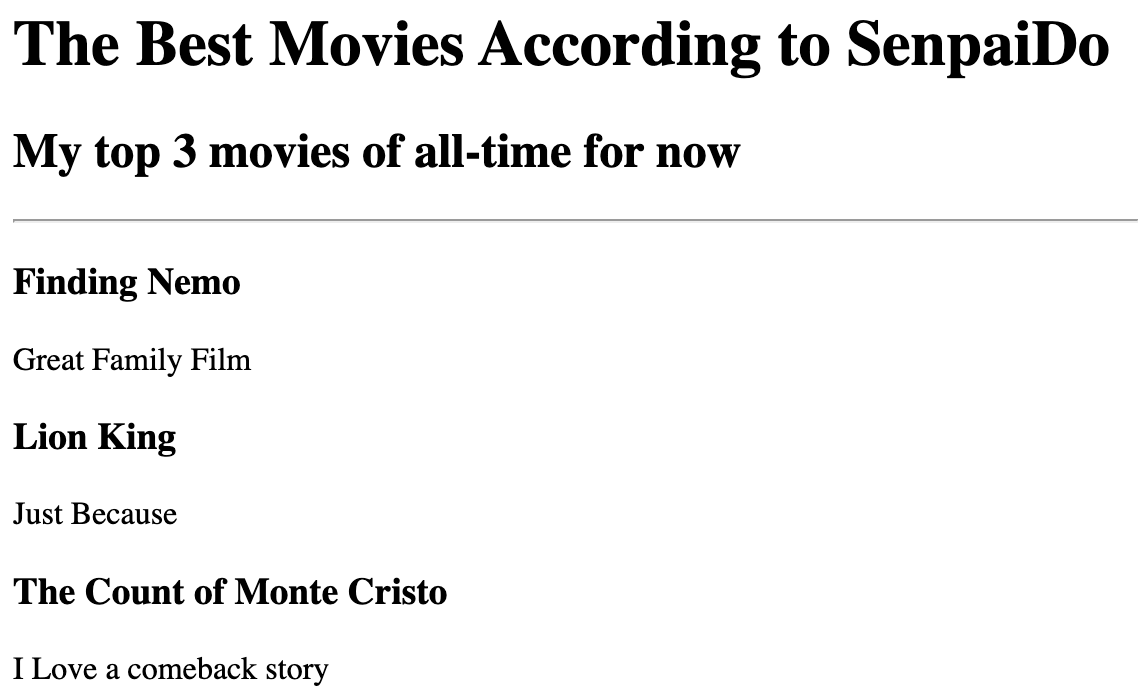 The Best Movies According to SenpaiDo
My top 3 movies of all-time for now
Finding Nemo
Great Family Film
Lion King
Just Because
The Count of Monte Cristo
I Love a comeback story